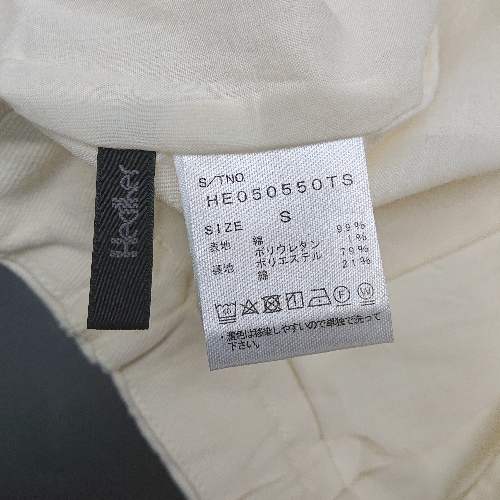 Heather
S/TNO
HE050550TS
SIZE S
表地 綿 99%
ポリウレタン 1%
裏地 ポリエステル 79%
綿 21%
・濃色は移染しやすいので単独で洗って
下さい。